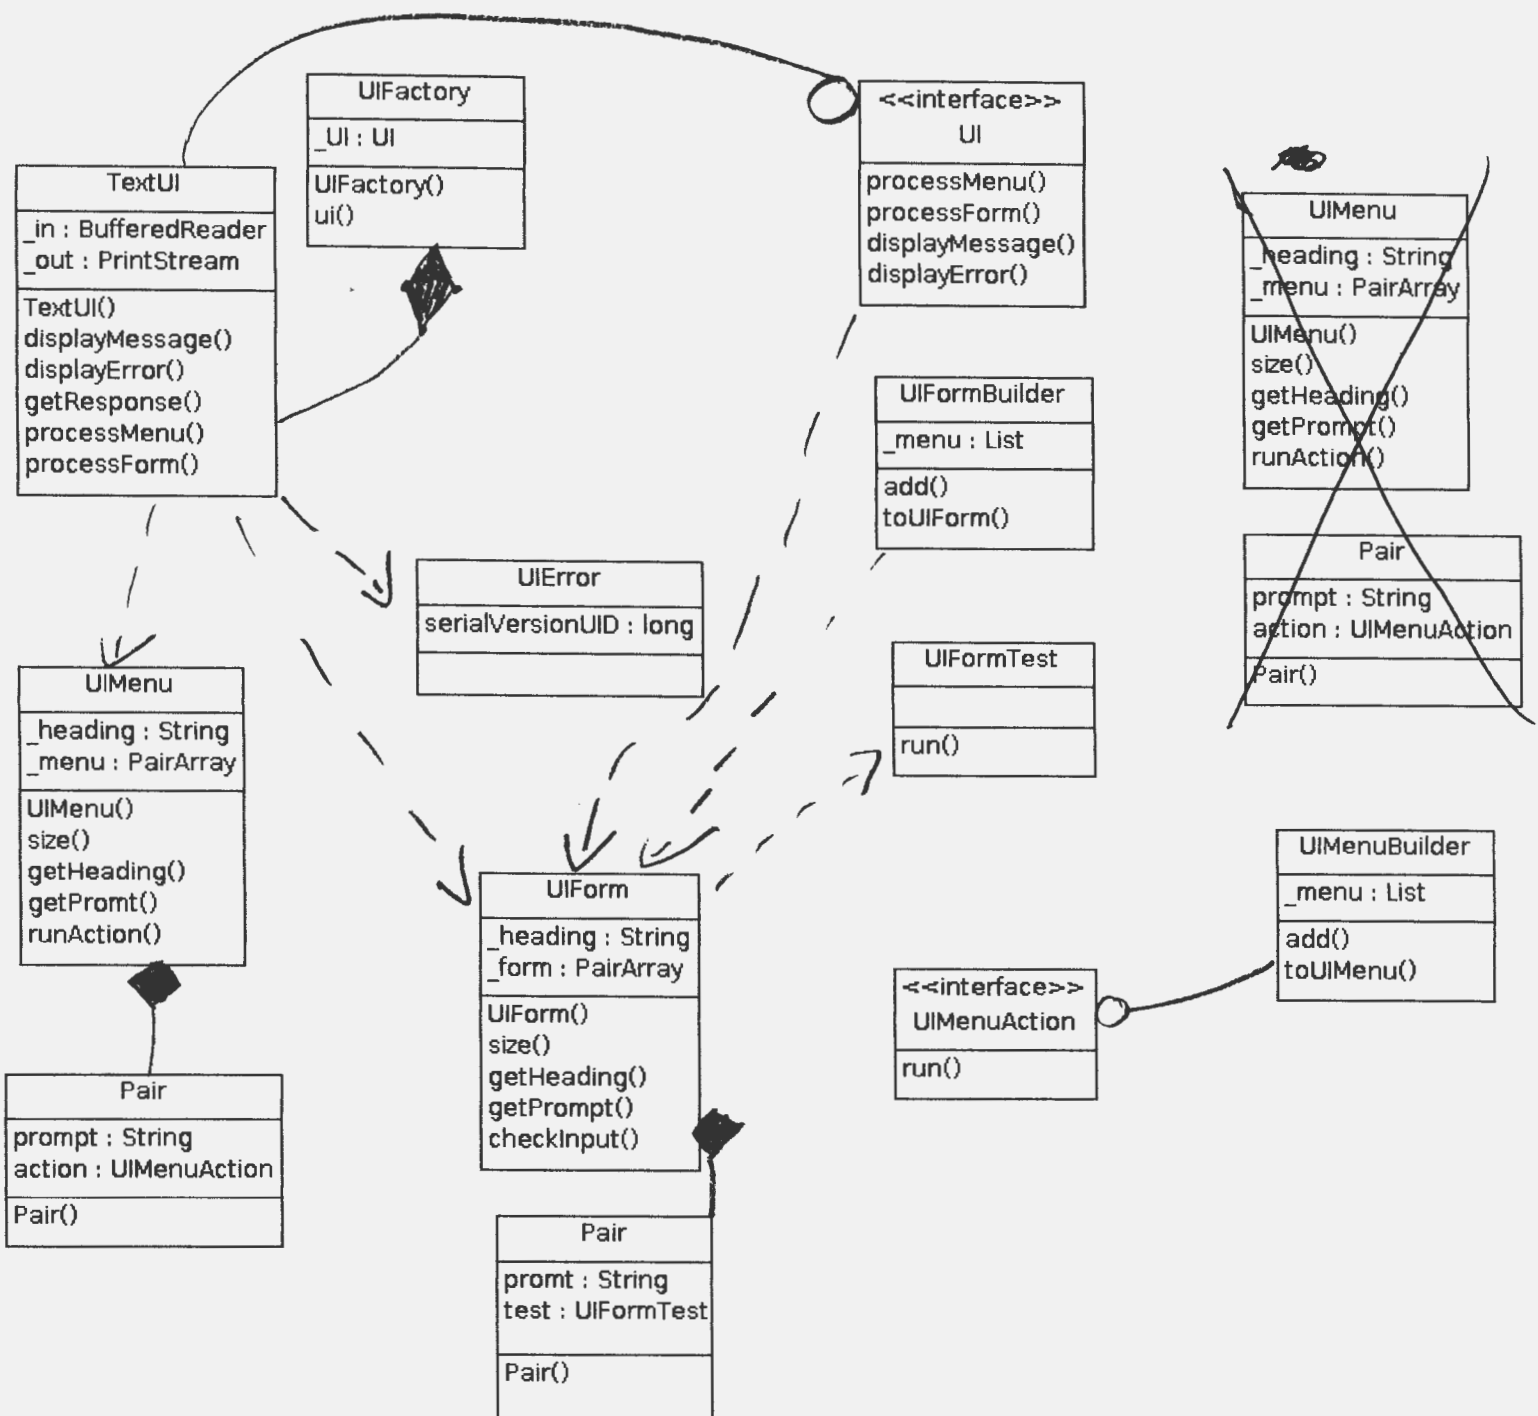 UIFactory
_UI : UI
UIFactory()
ui()
<<interface>>
UI
processMenu()
processForm()
displayMessage()
displayError()
TextUI
_in : BufferedReader
_out : PrintStream
TextUI()
displayMessage()
displayError()
getResponse()
processMenu()
processForm()
UIMenu
_heading : String
_menu : PairArray
UIMenu()
size()
getHeading()
getPrompt()
runAction()
UIFormBuilder
_menu : List
add()
toUIForm()
Pair
prompt : String
action : UIMenuAction
Pair()
UIError
serialVersionUID : long
UIFormTest
run()
UIMenu
_heading : String
_menu : PairArray
UIMenu()
size()
getHeading()
getPromt()
runAction()
UIForm
_heading : String
_form : PairArray
UIForm()
size()
getHeading()
getPrompt()
checkInput()
UIMenuBuilder
_menu : List
add()
toUIMenu()
<<interface>>
UIMenuAction
run()
Pair
prompt : String
action : UIMenuAction
Pair()
Pair
promt : String
test : UIFormTest
Pair()